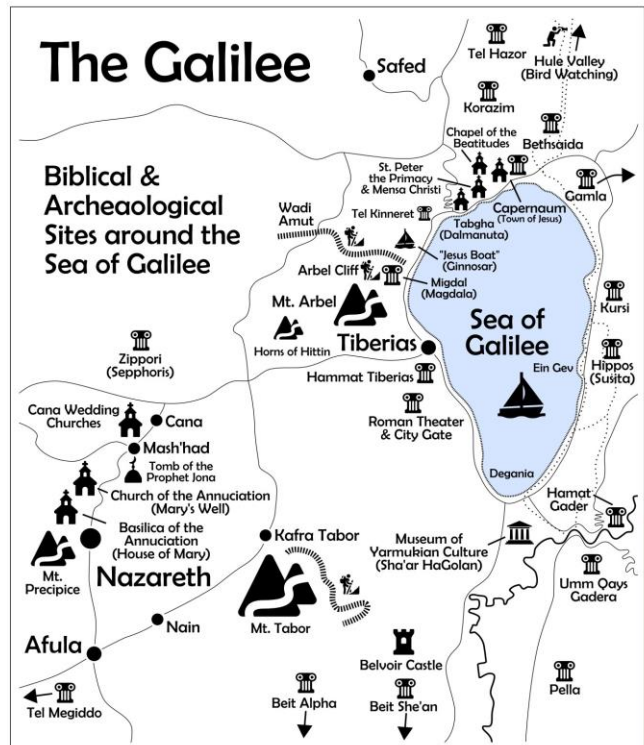 The Galilee
Safed
Tel Hazor
Hule Valley
(Bird Watching)
Korazim
Biblical &
Archeaological
Sites around the
Sea of Galilee
Chapel of the
Beatitudes
Bethsaida
St. Peter
the Primacy
& Mensa Christi
Gamla
Capernaum
(Town of Jesus)
Wadi
Amut
Tel Kinneret
Tabgha
(Dalmanuta)
"Jesus Boat"
(Ginnosar)
Arbel Cliff
Migdal
(Magdala)
Mt. Arbel
Kursi
Sea of
Galilee
Horns of Hittin
Tiberias
Zippori
(Sepphoris)
Hippos
(Susita)
Ein Gev
Hammat Tiberias
Roman Theater
& City Gate
Cana Wedding
Churches
Cana
Mash'had
Tomb of the
Prophet Jona
Degania
Church of the Annuciation
(Mary's Well)
Hamat
Gader
Basilica of the
Annuciation
(House of Mary)
Kafra Tabor
Museum of
Yarmukian Culture
(Sha'ar HaGolan)
Mt.
Precipice
Nazareth
Umm Qays
Gadera
Nain
Mt. Tabor
Afula
Belvoir Castle
Pella
Tel Megiddo
Beit Alpha
Beit She'an